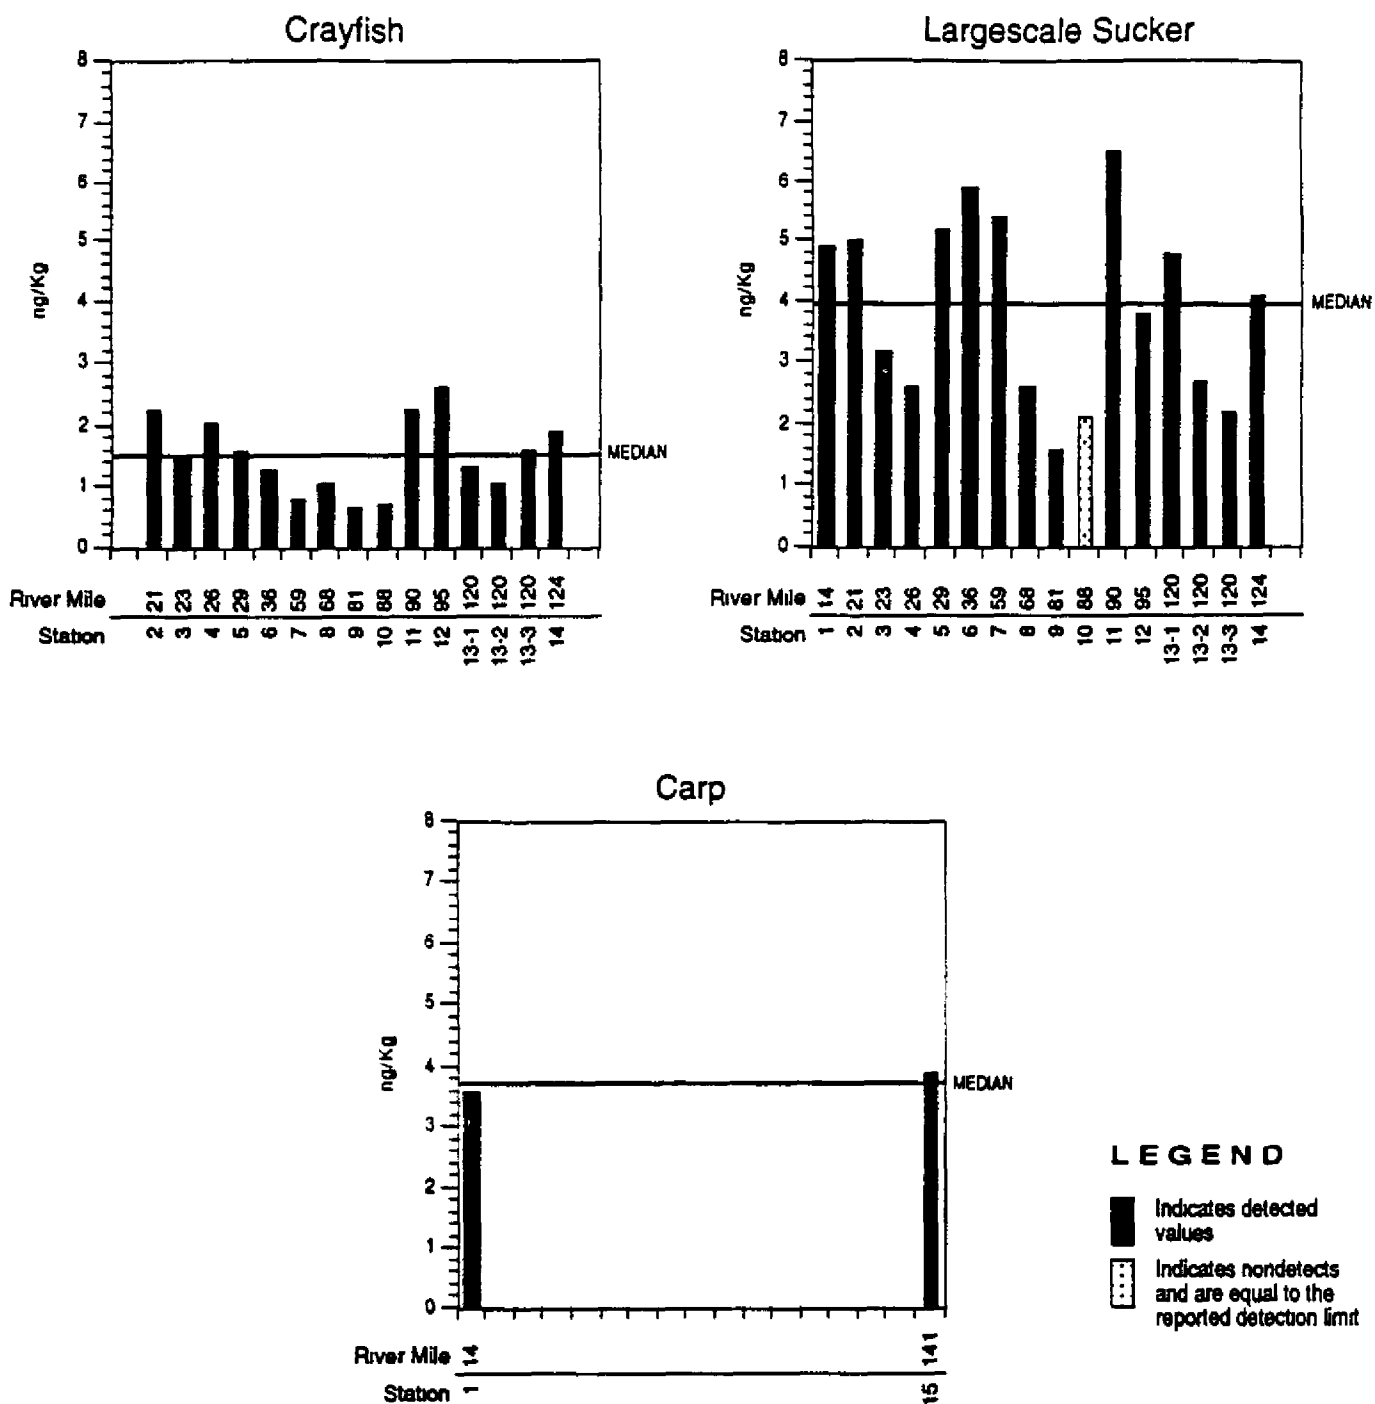 Crayfish
8
7
6
5
4
3
2
1
0
ng/Kg
MEDIAN
River Mile 21 23 26 29 36 59 68 81 88 90 95 120 120 120 124
Station 2 3 4 5 6 7 8 9 10 11 12 13-1 13-2 13-3 14
Largescale Sucker
8
7
6
5
4
3
2
1
0
ng/Kg
MEDIAN
River Mile 14 21 23 26 29 36 59 68 81 88 90 95 120 120 120 124
Station 1 2 3 4 5 6 7 8 9 10 11 12 13-1 13-2 13-3 14
Carp
8
7
6
5
4
3
2
1
0
ng/Kg
MEDIAN
River Mile 14 141
Station 1 15
LEGEND
Indicates detected
values
Indicates nondetects
and are equal to the
reported detection limit